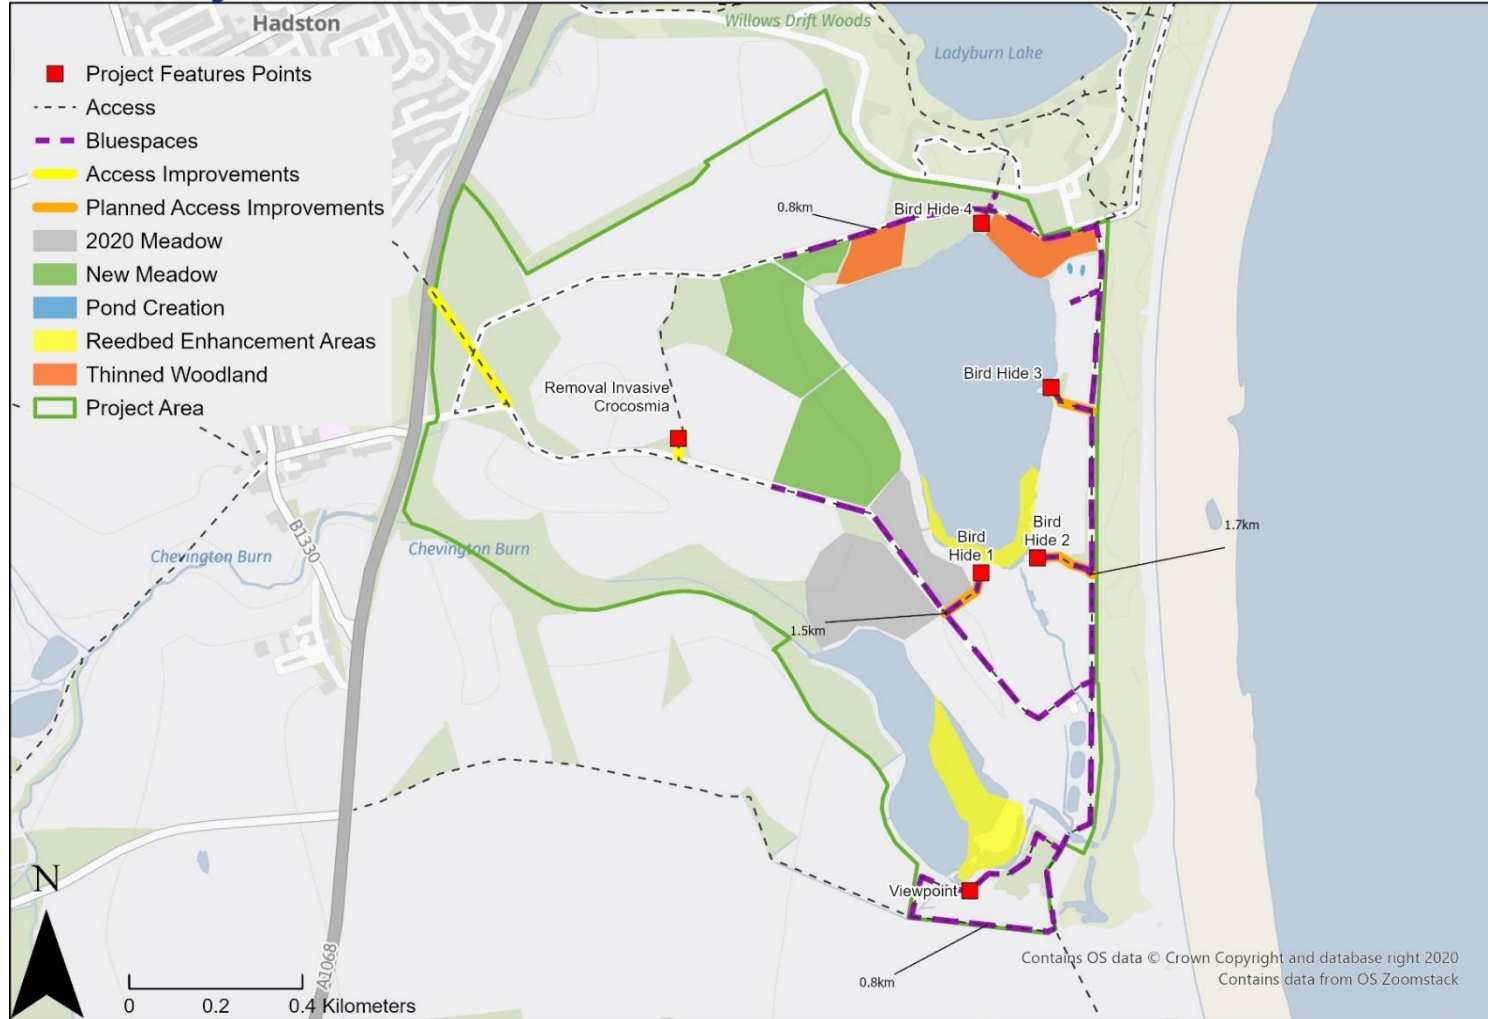 Hadston
Willows Drift Woods
Ladyburn Lake
Project Features Points
Access
Bluespaces
Access Improvements
Planned Access Improvements
2020 Meadow
New Meadow
Pond Creation
Reedbed Enhancement Areas
Thinned Woodland
Project Area
0.8km
Bird Hide 4
Bird Hide 3
Removal Invasive
Crocosmia
Bird
Hide 1
Bird
Hide 2
1.7km
B1330
Chevington Burn
Chevington Burn
1.5km
Viewpoint
0.8km
N
A1068
0 0.2 0.4 Kilometers
Contains OS data © Crown Copyright and database right 2020
Contains data from OS Zoomstack